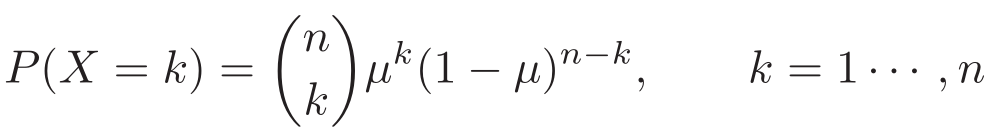 P(X = k) = \binom{n}{k} \mu^k (1 - \mu)^{n-k}, \qquad k = 1 \cdots, n